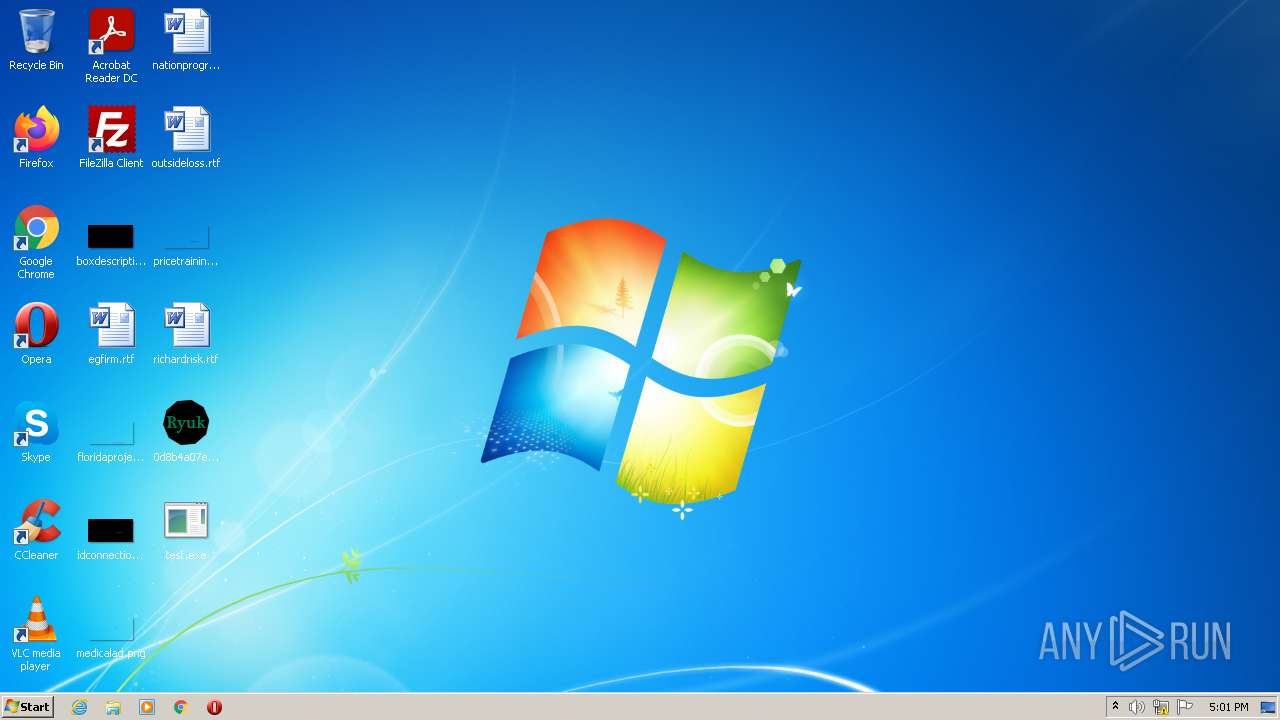 Recycle Bin
Acrobat
Reader DC
nationprogr...
Firefox
FileZilla Client
outsideloss.rtf
Google
Chrome
boxdescripti...
pricetrainin...
Opera
egfirm.rtf
richardrisk.rtf
Skype
floridaproje...
Ryuk
0d8b4a07e...
CCleaner
idconnectio...
test.exe
VLC media
player
medicalad.png
ANY RUN
Start
5:01 PM